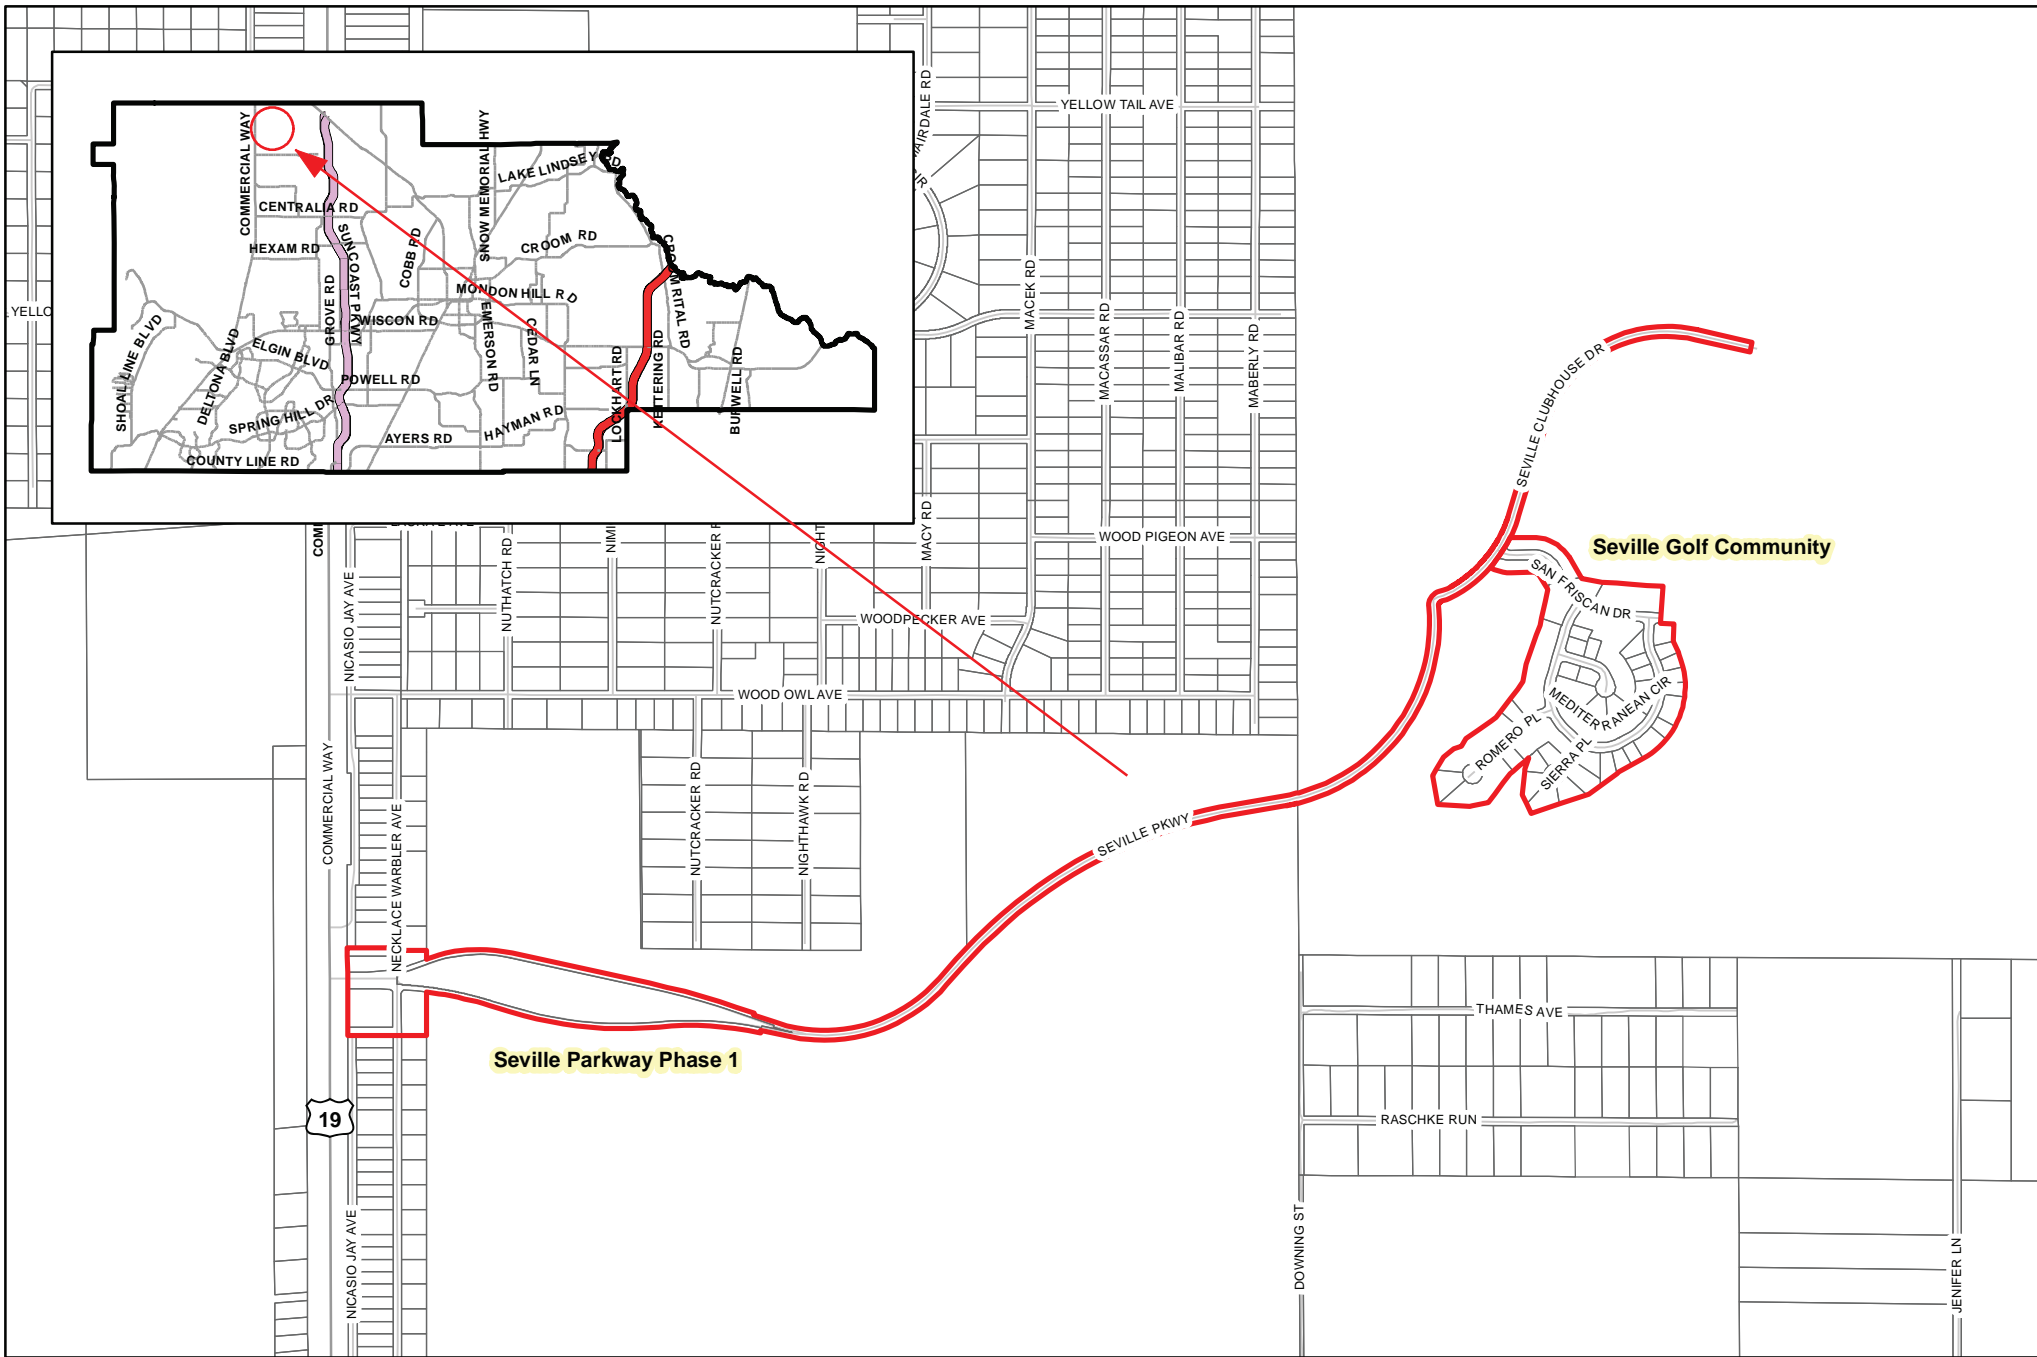 YELLOW TAIL AVE
COMMERCIAL WAY
SNOW MEMORIAL HWY
LAKE LINDSEY RD
CENTRALIA RD
HEXAM RD
SUNCOAST PKWY
COBB RD
CROOM RD
CROOM RITAL RD
MONDON HILL RD
GROVE RD
WISCON RD
EMERSON RD
CEDAR LN
SHOAL LINE BLVD
DELTONA BLVD
ELGIN BLVD
POWELL RD
LOCKHART RD
KETTERING RD
BURWELL RD
SPRING HILL DR
AYERS RD
HAYMAN RD
COUNTY LINE RD
MACEK RD
MACASSAR RD
MALIBAR RD
MABERLY RD
SEVILLE CLUBHOUSE DR
NUTHATCH RD
MACY RD
WOOD PIGEON AVE
Seville Golf Community
SAN FRISCAN DR
NICASIO JAY AVE
WOODPECKER AVE
WOOD OWL AVE
MEDITERRANEAN CIR
ROMERO PL
SIERRA PL
COMMERCIAL WAY
NECKLACE WARBLER AVE
NUTCRACKER RD
NIGHTHAWK RD
SEVILLE PKWY
THAMES AVE
Seville Parkway Phase 1
19
RASCHKE RUN
NICASIO JAY AVE
DOWNING ST
JENIFER LN